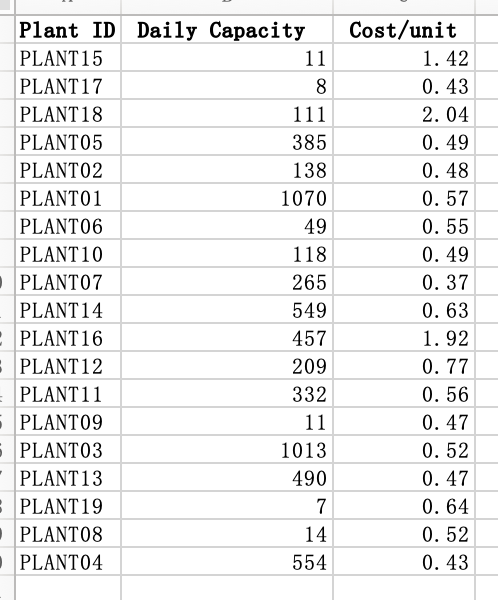 Plant ID Daily Capacity Cost/unit
PLANT15 11 1.42
PLANT17 8 0.43
PLANT18 111 2.04
PLANT05 385 0.49
PLANT02 138 0.48
PLANT01 1070 0.57
PLANT06 49 0.55
PLANT10 118 0.49
PLANT07 265 0.37
PLANT14 549 0.63
PLANT16 457 1.92
PLANT12 209 0.77
PLANT11 332 0.56
PLANT09 11 0.47
PLANT03 1013 0.52
PLANT13 490 0.47
PLANT19 7 0.64
PLANT08 14 0.52
PLANT04 554 0.43